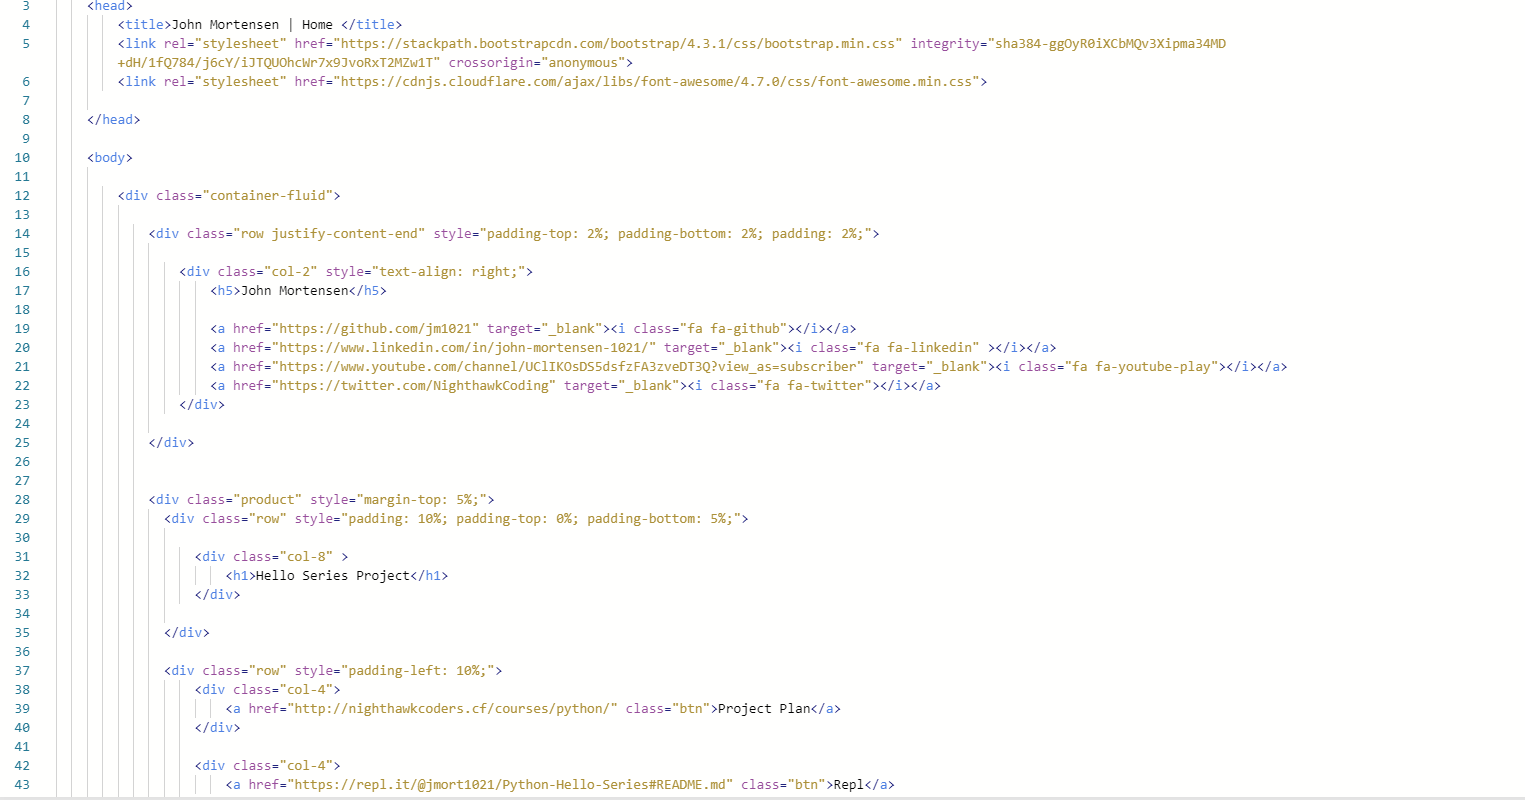 3 <head>
4 <title>John Mortensen | Home </title>
5 <link rel="stylesheet" href="https://stackpath.bootstrapcdn.com/bootstrap/4.3.1/css/bootstrap.min.css" integrity="sha384-ggOyR0iXCbMQv3Xipma34MD
+dH/1fQ784/j6cY/iJTQUOhcWr7x9JvoRxT2MZw1T" crossorigin="anonymous">
6 <link rel="stylesheet" href="https://cdnjs.cloudflare.com/ajax/libs/font-awesome/4.7.0/css/font-awesome.min.css">
7
8 </head>
9
10 <body>
11
12 <div class="container-fluid">
13
14 <div class="row justify-content-end" style="padding-top: 2%; padding-bottom: 2%; padding: 2%;">
15
16 <div class="col-2" style="text-align: right;">
17 <h5>John Mortensen</h5>
18
19 <a href="https://github.com/jm1021" target="_blank"><i class="fa fa-github"></i></a>
20 <a href="https://www.linkedin.com/in/john-mortensen-1021/" target="_blank"><i class="fa fa-linkedin" ></i></a>
21 <a href="https://www.youtube.com/channel/UClIKOsDS5dsfzFA3zveDT3Q?view_as=subscriber" target="_blank"><i class="fa fa-youtube-play"></i></a>
22 <a href="https://twitter.com/NighthawkCoding" target="_blank"><i class="fa fa-twitter"></i></a>
23 </div>
24
25 </div>
26
27
28 <div class="product" style="margin-top: 5%;">
29 <div class="row" style="padding: 10%; padding-top: 0%; padding-bottom: 5%;">
30
31 <div class="col-8" >
32 <h1>Hello Series Project</h1>
33 </div>
34
35 </div>
36
37 <div class="row" style="padding-left: 10%;">
38 <div class="col-4">
39 <a href="http://nighthawkcoders.cf/courses/python/" class="btn">Project Plan</a>
40 </div>
41
42 <div class="col-4">
43 <a href="https://repl.it/@jmort1021/Python-Hello-Series#README.md" class="btn">Repl</a>